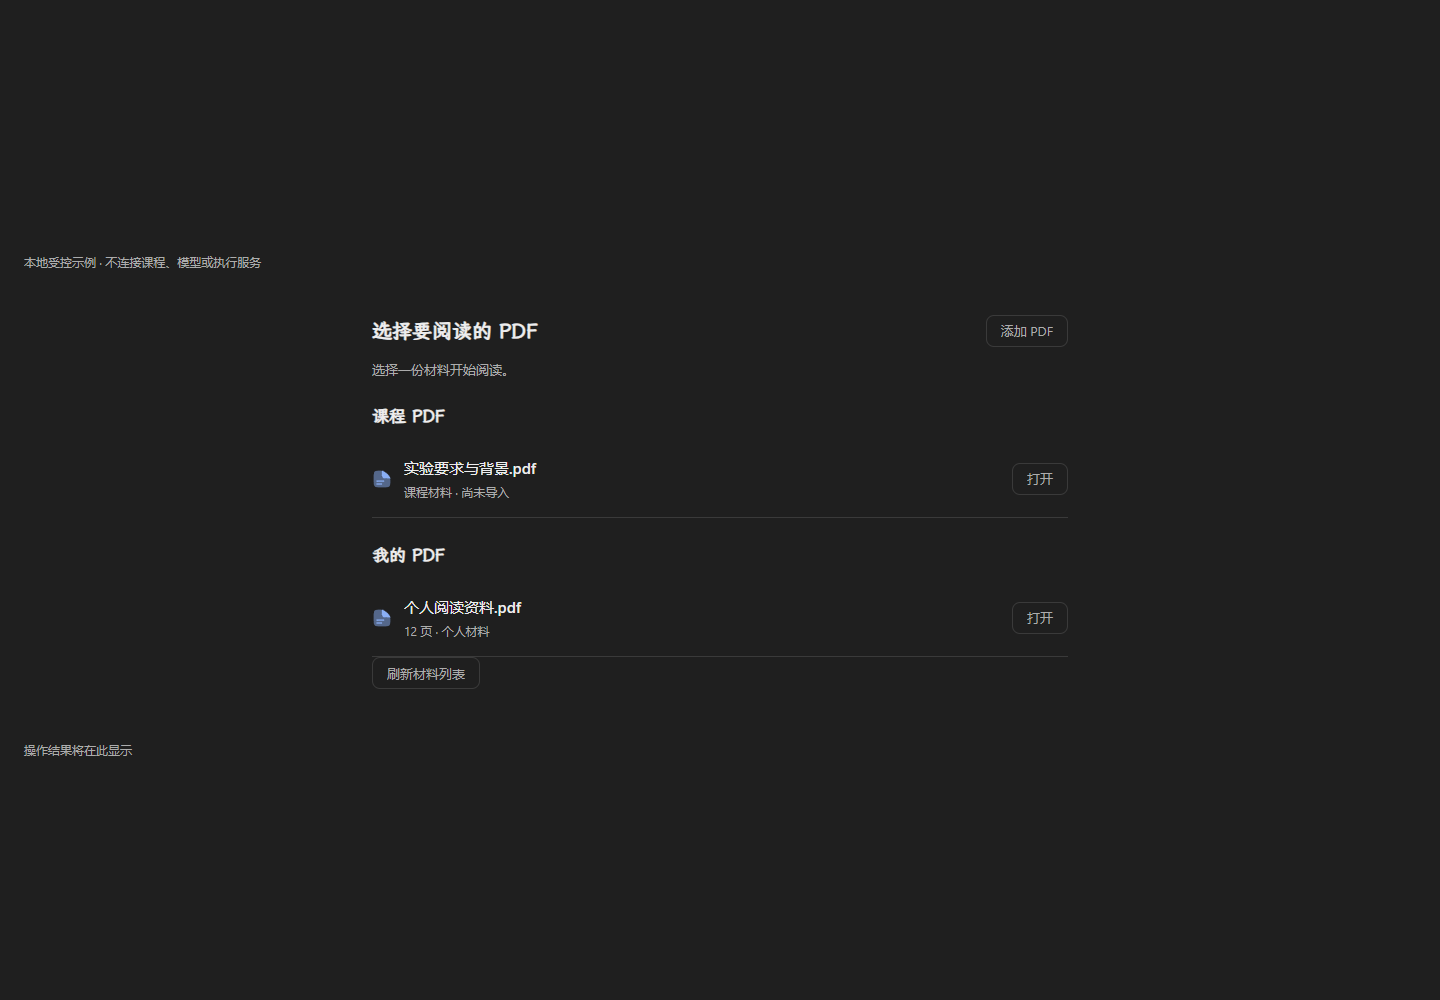 本地受控示例 · 不连接课程、模型或执行服务
选择要阅读的 PDF
添加 PDF
选择一份材料开始阅读。
课程 PDF
实验要求与背景.pdf
课程材料 · 尚未导入
打开
我的 PDF
个人阅读资料.pdf
12 页 · 个人材料
打开
刷新材料列表
操作结果将在此显示